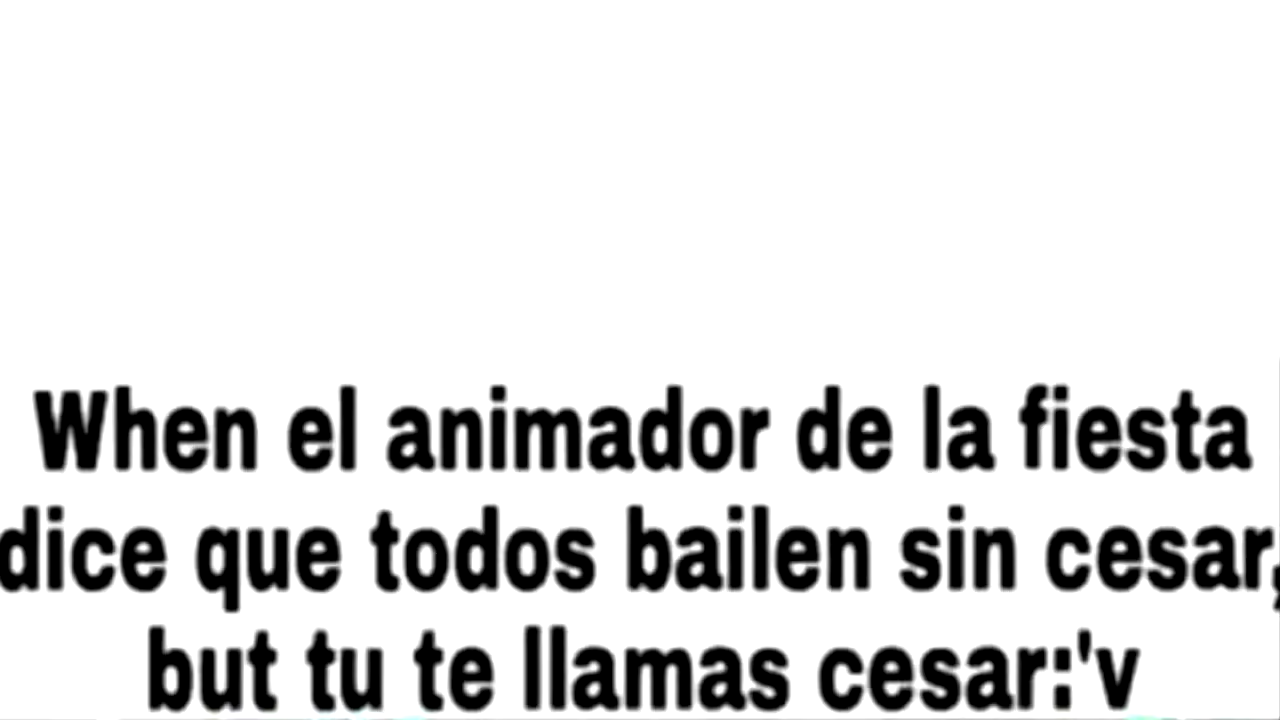 When el animador de la fiesta
dice que todos bailen sin cesar,
but tu te llamas cesar:'v